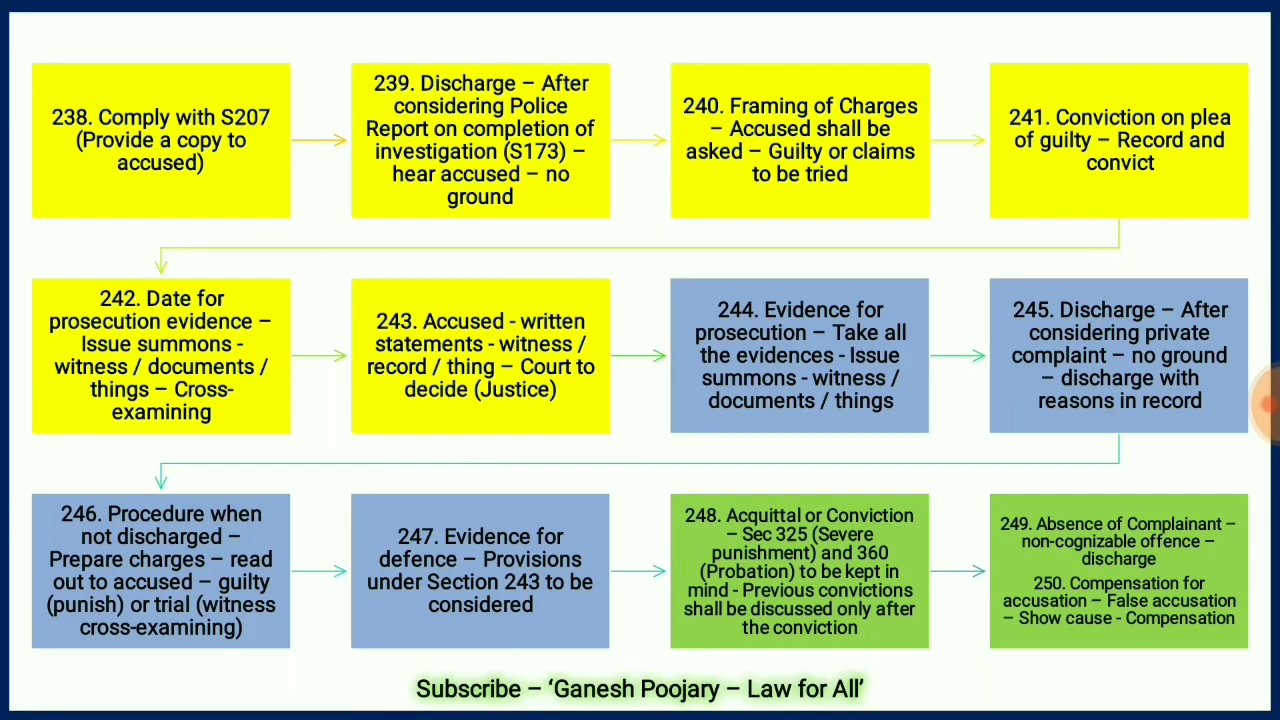 238. Comply with S207
(Provide a copy to
accused)
239. Discharge – After
considering Police
Report on completion of
investigation (S173) –
hear accused – no
ground
240. Framing of Charges
– Accused shall be
asked – Guilty or claims
to be tried
241. Conviction on plea
of guilty – Record and
convict
242. Date for
prosecution evidence –
Issue summons -
witness / documents /
things – Cross-
examining
243. Accused - written
statements - witness /
record / thing – Court to
decide (Justice)
244. Evidence for
prosecution – Take all
the evidences - Issue
summons - witness /
documents / things
245. Discharge – After
considering private
complaint – no ground
– discharge with
reasons in record
246. Procedure when
not discharged –
Prepare charges – read
out to accused – guilty
(punish) or trial (witness
cross-examining)
247. Evidence for
defence – Provisions
under Section 243 to be
considered
248. Acquittal or Conviction
– Sec 325 (Severe
punishment) and 360
(Probation) to be kept in
mind - Previous convictions
shall be discussed only after
the conviction
249. Absence of Complainant –
non-cognizable offence –
discharge
250. Compensation for
accusation – False accusation
– Show cause - Compensation
Subscribe – ‘Ganesh Poojary – Law for All’